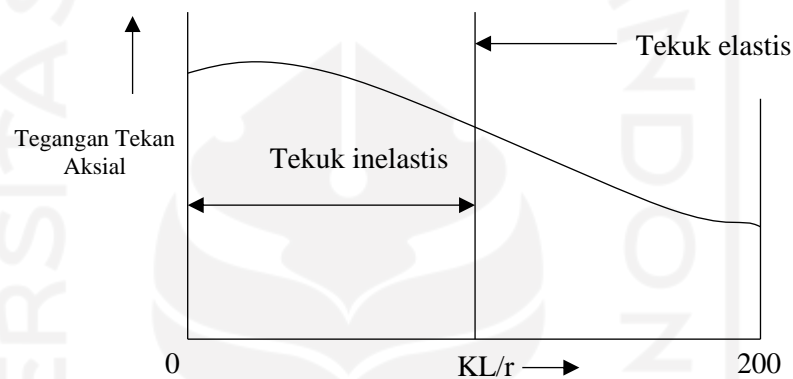 Tekuk elastis
Tegangan Tekan
Aksial
Tekuk inelastis
0
KL/r
200